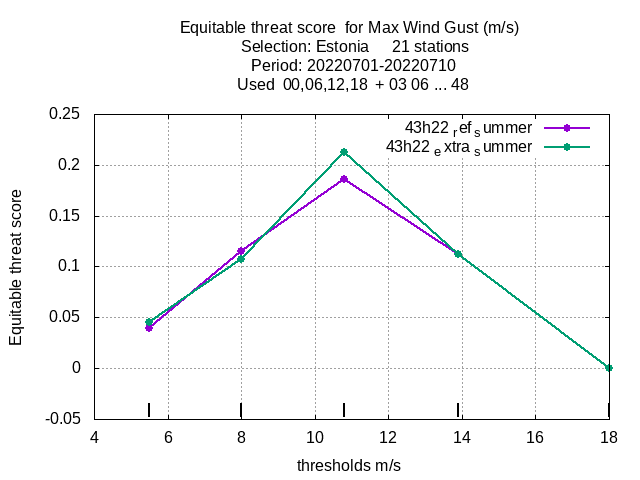 Equitable threat score  for Max Wind Gust (m/s)
Selection: Estonia     21 stations
Period: 20220701-20220710
Used  00,06,12,18  + 03 06 ... 48
43h22 ref summer
43h22 extra summer
0.25
0.2
0.15
0.1
0.05
0
-0.05
Equitable threat score
4 6 8 10 12 14 16 18
thresholds m/s